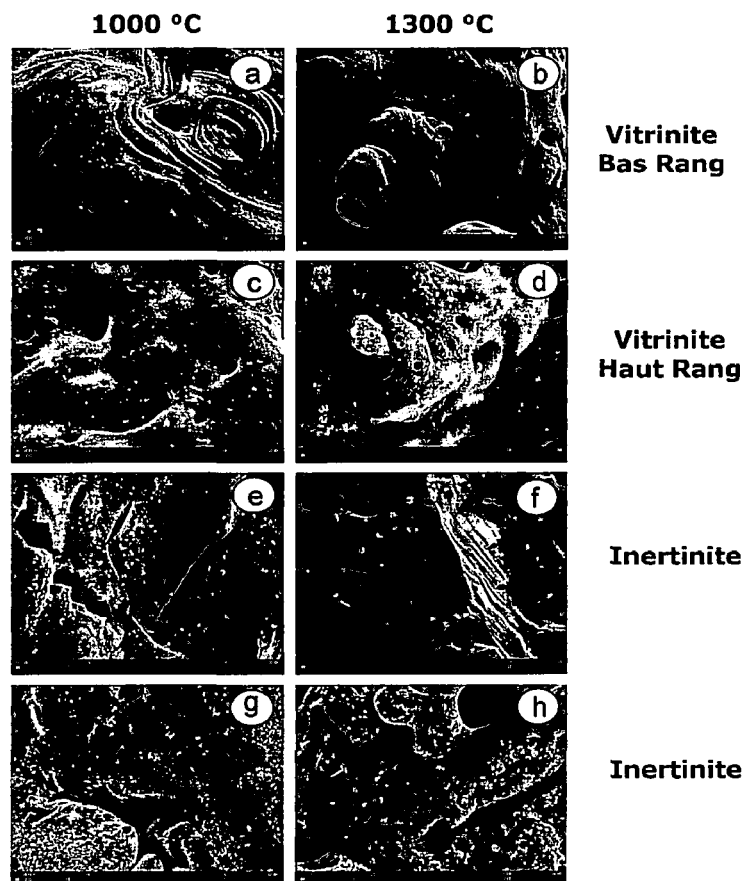 1000 °C
1300 °C
a
b
Vitrinite
Bas Rang
c
d
Vitrinite
Haut Rang
e
f
Inertinite
g
h
Inertinite